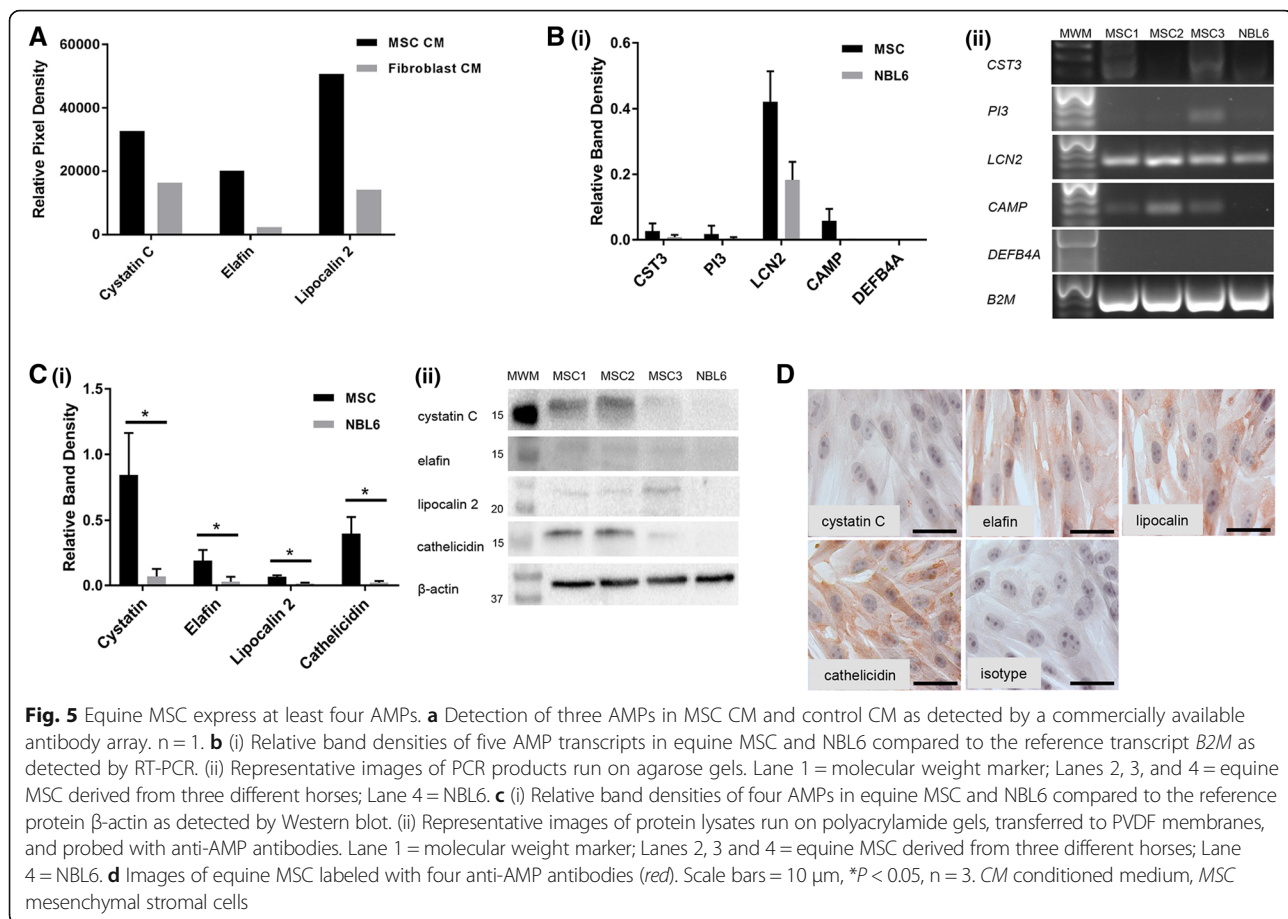 A
60000
40000
20000
0
Relative Pixel Density
MSC CM
Fibroblast CM
Cystatin C
Elafin
Lipocalin 2
B (i)
0.6
0.4
0.2
0.0
Relative Band Density
MSC
NBL6
CST3
PI3
LCN2
CAMP
DEFB4A
(ii)
MWM MSC1 MSC2 MSC3 NBL6
CST3
PI3
LCN2
CAMP
DEFB4A
B2M
C (i)
1.5
1.0
0.5
0.0
Relative Band Density
MSC
NBL6
*
*
*
*
Cystatin
Elafin
Lipocalin 2
Cathelicidin
(ii)
MWM MSC1 MSC2 MSC3 NBL6
cystatin C 15
elafin 15
lipocalin 2 20
cathelicidin 15
β-actin 37
D
cystatin C
elafin
lipocalin
cathelicidin
isotype
Fig. 5 Equine MSC express at least four AMPs. a Detection of three AMPs in MSC CM and control CM as detected by a commercially available
antibody array. n = 1. b (i) Relative band densities of five AMP transcripts in equine MSC and NBL6 compared to the reference transcript B2M as
detected by RT-PCR. (ii) Representative images of PCR products run on agarose gels. Lane 1 = molecular weight marker; Lanes 2, 3, and 4 = equine
MSC derived from three different horses; Lane 4 = NBL6. c (i) Relative band densities of four AMPs in equine MSC and NBL6 compared to the reference
protein β-actin as detected by Western blot. (ii) Representative images of protein lysates run on polyacrylamide gels, transferred to PVDF membranes,
and probed with anti-AMP antibodies. Lane 1 = molecular weight marker; Lanes 2, 3 and 4 = equine MSC derived from three different horses; Lane
4 = NBL6. d Images of equine MSC labeled with four anti-AMP antibodies (red). Scale bars = 10 μm, *P < 0.05, n = 3. CM conditioned medium, MSC
mesenchymal stromal cells